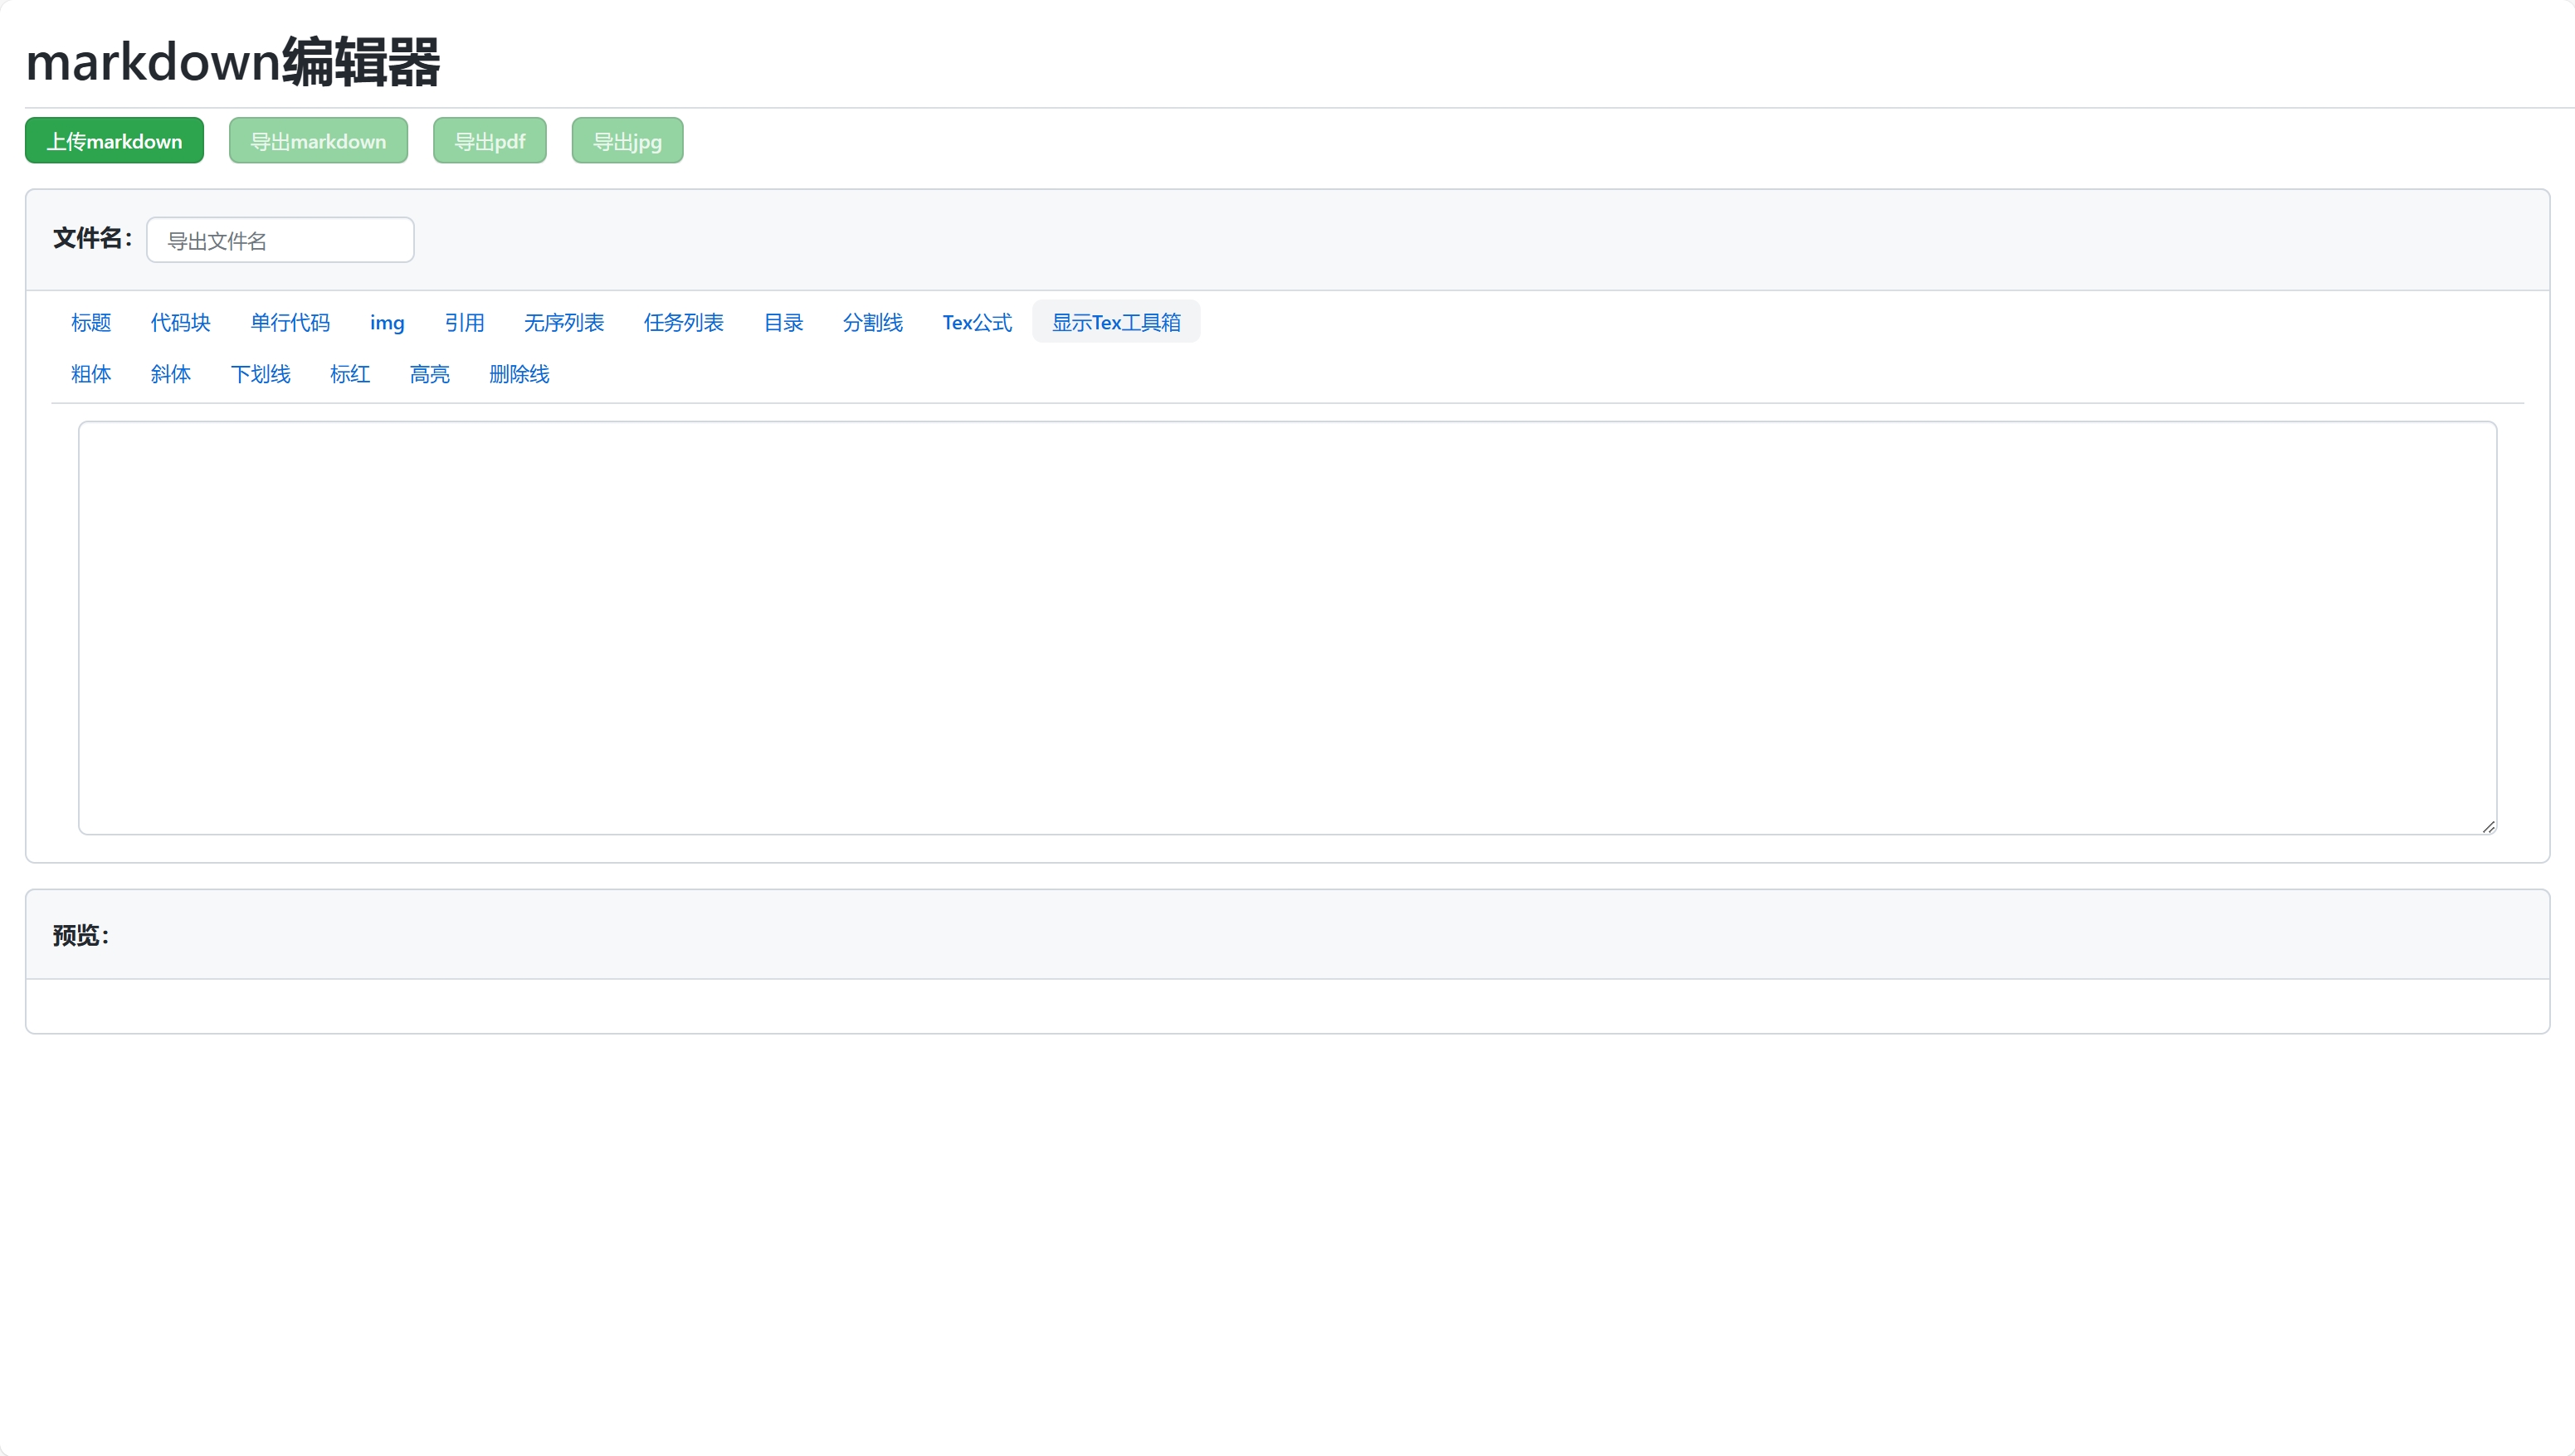 markdown编辑器
上传markdown 导出markdown 导出pdf 导出jpg
文件名： 导出文件名
标题 代码块 单行代码 img 引用 无序列表 任务列表 目录 分割线 Tex公式 显示Tex工具箱
粗体 斜体 下划线 标红 高亮 删除线
预览：